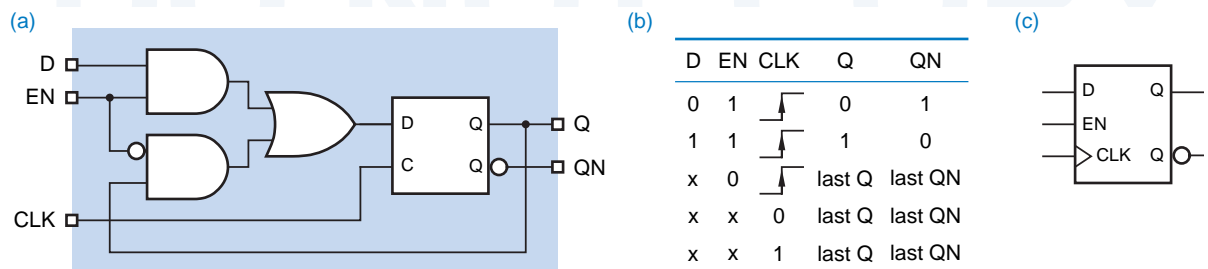 (a)
D
EN
D Q
C Q
Q
QN
CLK
(b)
D EN CLK Q QN
0 1 0 1
1 1 1 0
x 0 last Q last QN
x x 0 last Q last QN
x x 1 last Q last QN
(c)
D Q
EN
CLK Q